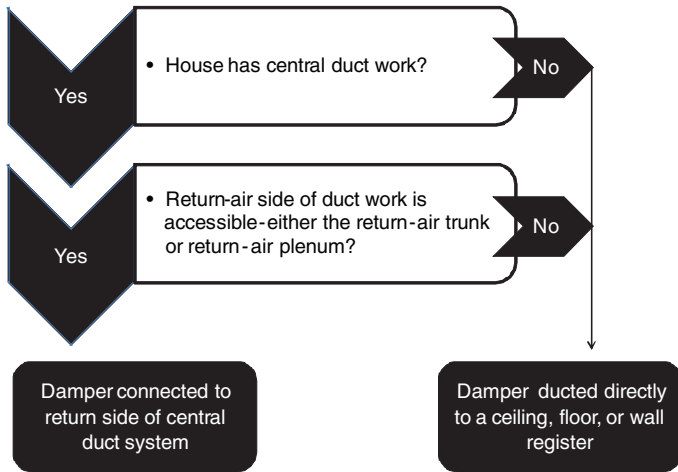 Yes
• House has central duct work?
No
Yes
• Return-air side of duct work is
accessible-either the return-air trunk
or return-air plenum?
No
Damper connected to
return side of central
duct system
Damper ducted directly
to a ceiling, floor, or wall
register